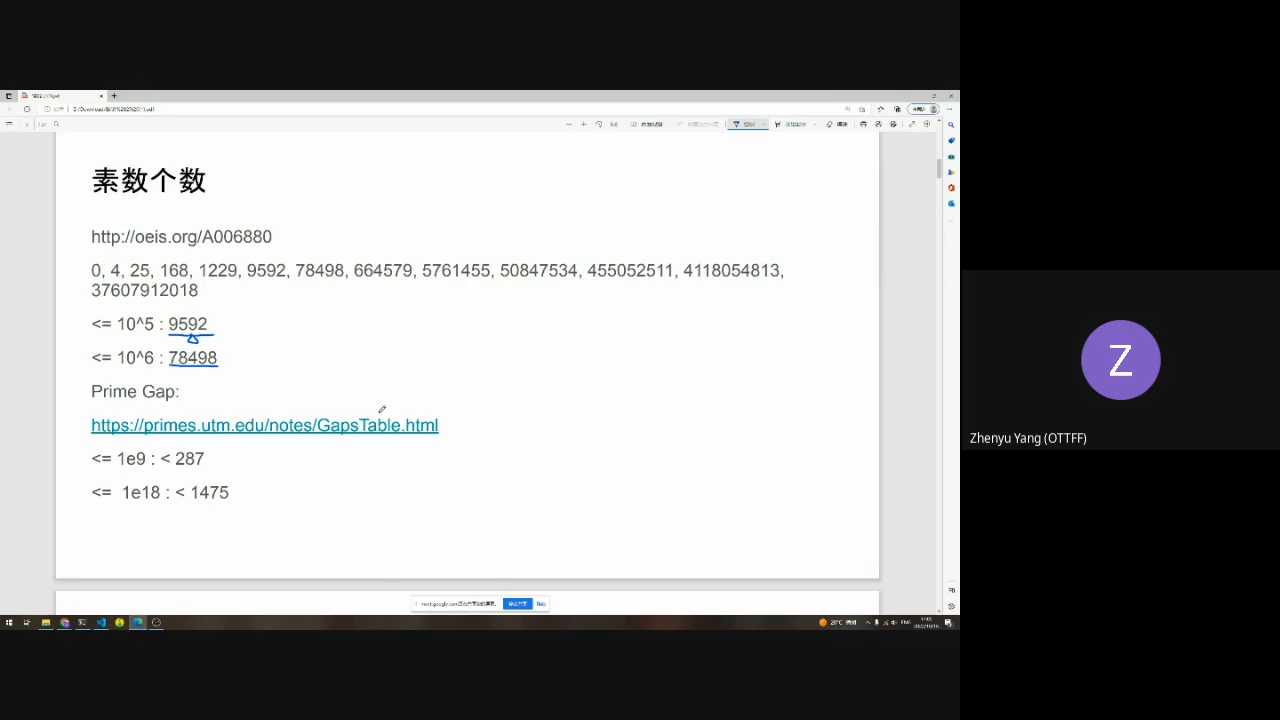 素数个数
http://oeis.org/A006880
0, 4, 25, 168, 1229, 9592, 78498, 664579, 5761455, 50847534, 455052511, 4118054813,
37607912018
<= 10^5 : 9592
<= 10^6 : 78498
Prime Gap:
https://primes.utm.edu/notes/GapsTable.html
<= 1e9 : < 287
<= 1e18 : < 1475
Z
Zhenyu Yang (OTTFF)
ENG